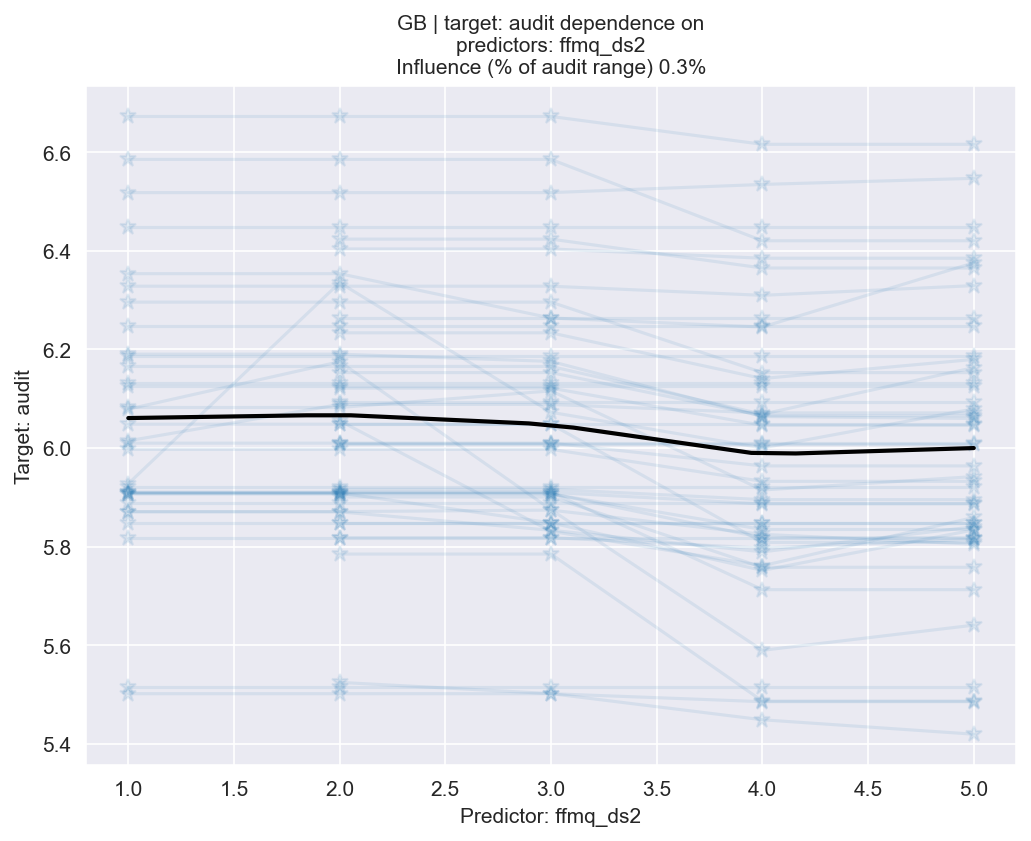 GB | target: audit dependence on
predictors: ffmq_ds2
Influence (% of audit range) 0.3%
Target: audit
6.6
6.4
6.2
6.0
5.8
5.6
5.4
1.0 1.5 2.0 2.5 3.0 3.5 4.0 4.5 5.0
Predictor: ffmq_ds2